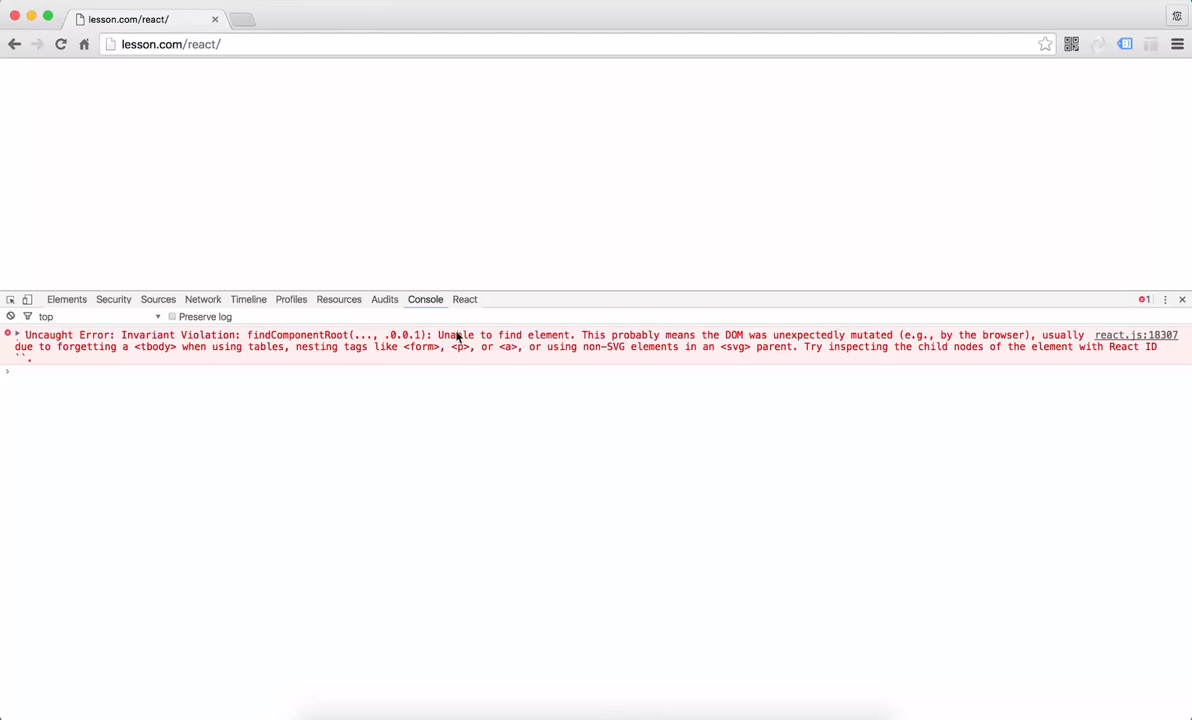 lesson.com/react/
您
lesson.com/react/
Elements Security Sources Network Timeline Profiles Resources Audits Console React 1
top Preserve log
Uncaught Error: Invariant Violation: findComponentRoot(..., .0.0.1): Unable to find element. This probably means the DOM was unexpectedly mutated (e.g., by the browser), usually react.js:18307
due to forgetting a <tbody> when using tables, nesting tags like <form>, <p>, or <a>, or using non-SVG elements in an <svg> parent. Try inspecting the child nodes of the element with React ID
``.